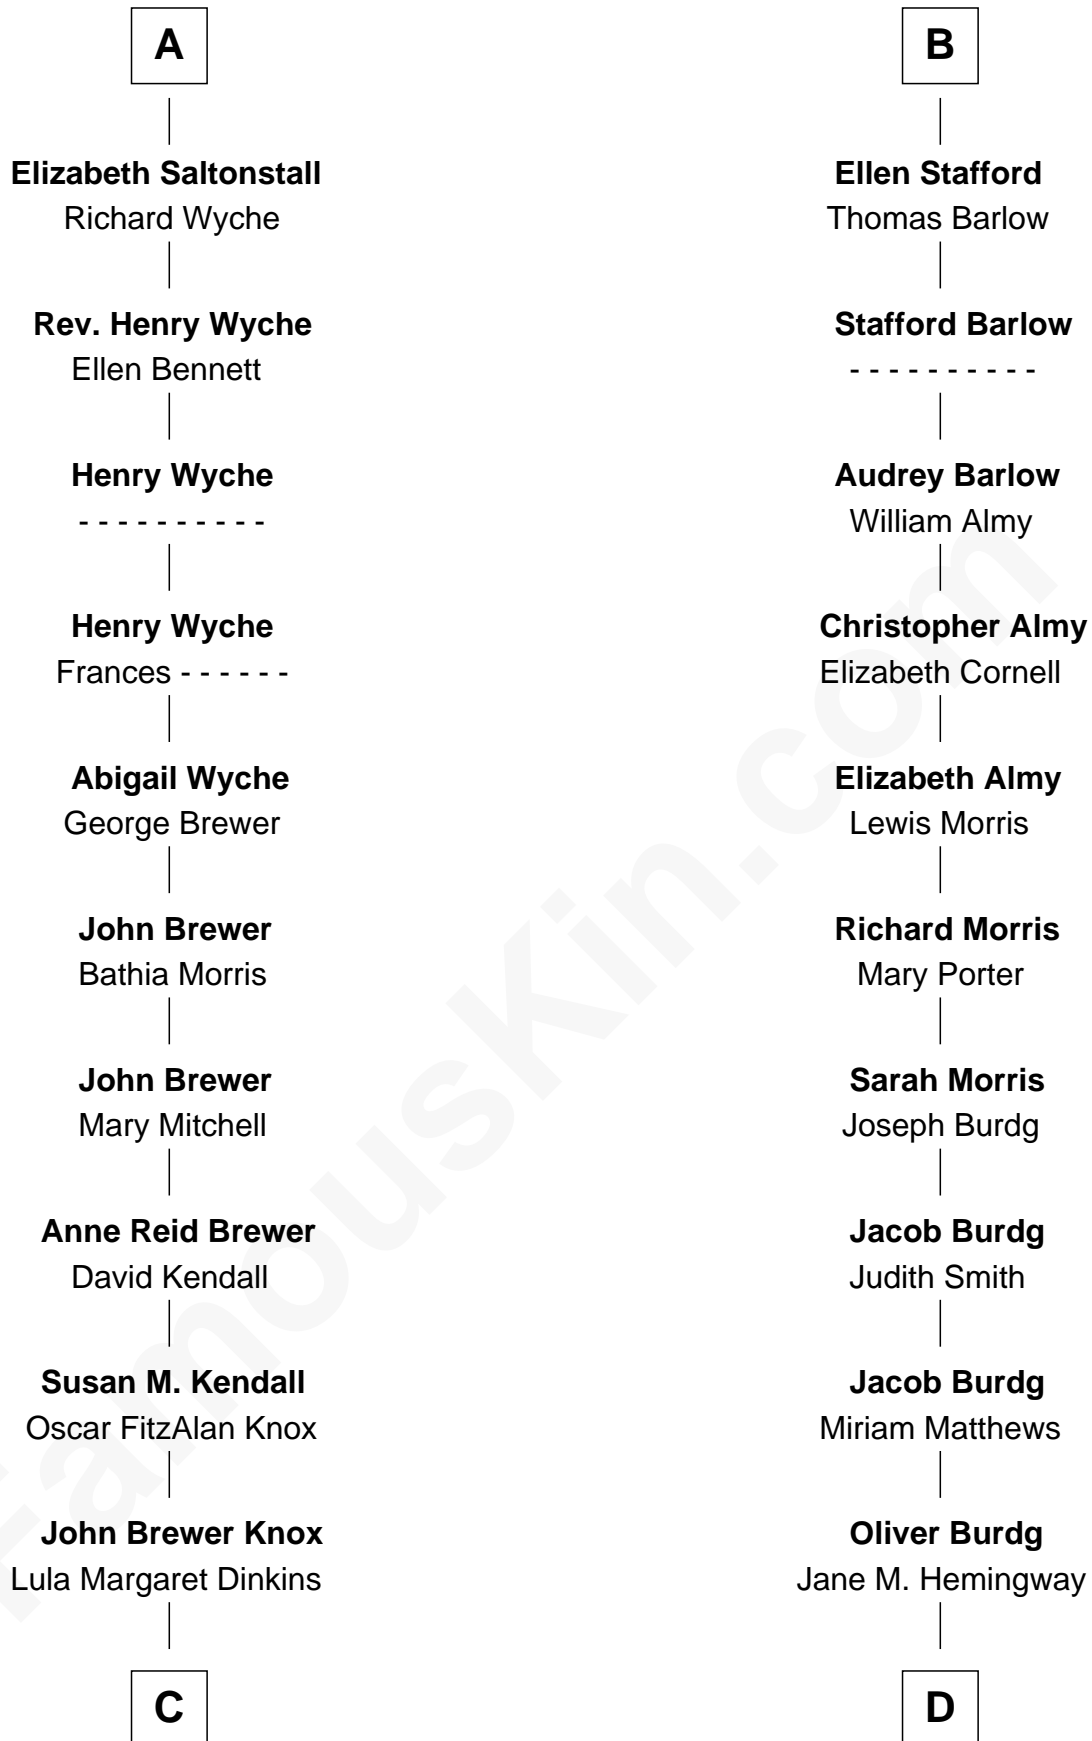 A
Elizabeth Saltonstall
Richard Wyche
Rev. Henry Wyche
Ellen Bennett
Henry Wyche
- - - - - - - - - -
Henry Wyche
Frances - - - - - -
Abigail Wyche
George Brewer
John Brewer
Bathia Morris
John Brewer
Mary Mitchell
Anne Reid Brewer
David Kendall
Susan M. Kendall
Oscar FitzAlan Knox
John Brewer Knox
Lula Margaret Dinkins
C
B
Ellen Stafford
Thomas Barlow
Stafford Barlow
- - - - - - - - - -
Audrey Barlow
William Almy
Christopher Almy
Elizabeth Cornell
Elizabeth Almy
Lewis Morris
Richard Morris
Mary Porter
Sarah Morris
Joseph Burdg
Jacob Burdg
Judith Smith
Jacob Burdg
Miriam Matthews
Oliver Burdg
Jane M. Hemingway
D
FamousKin.com